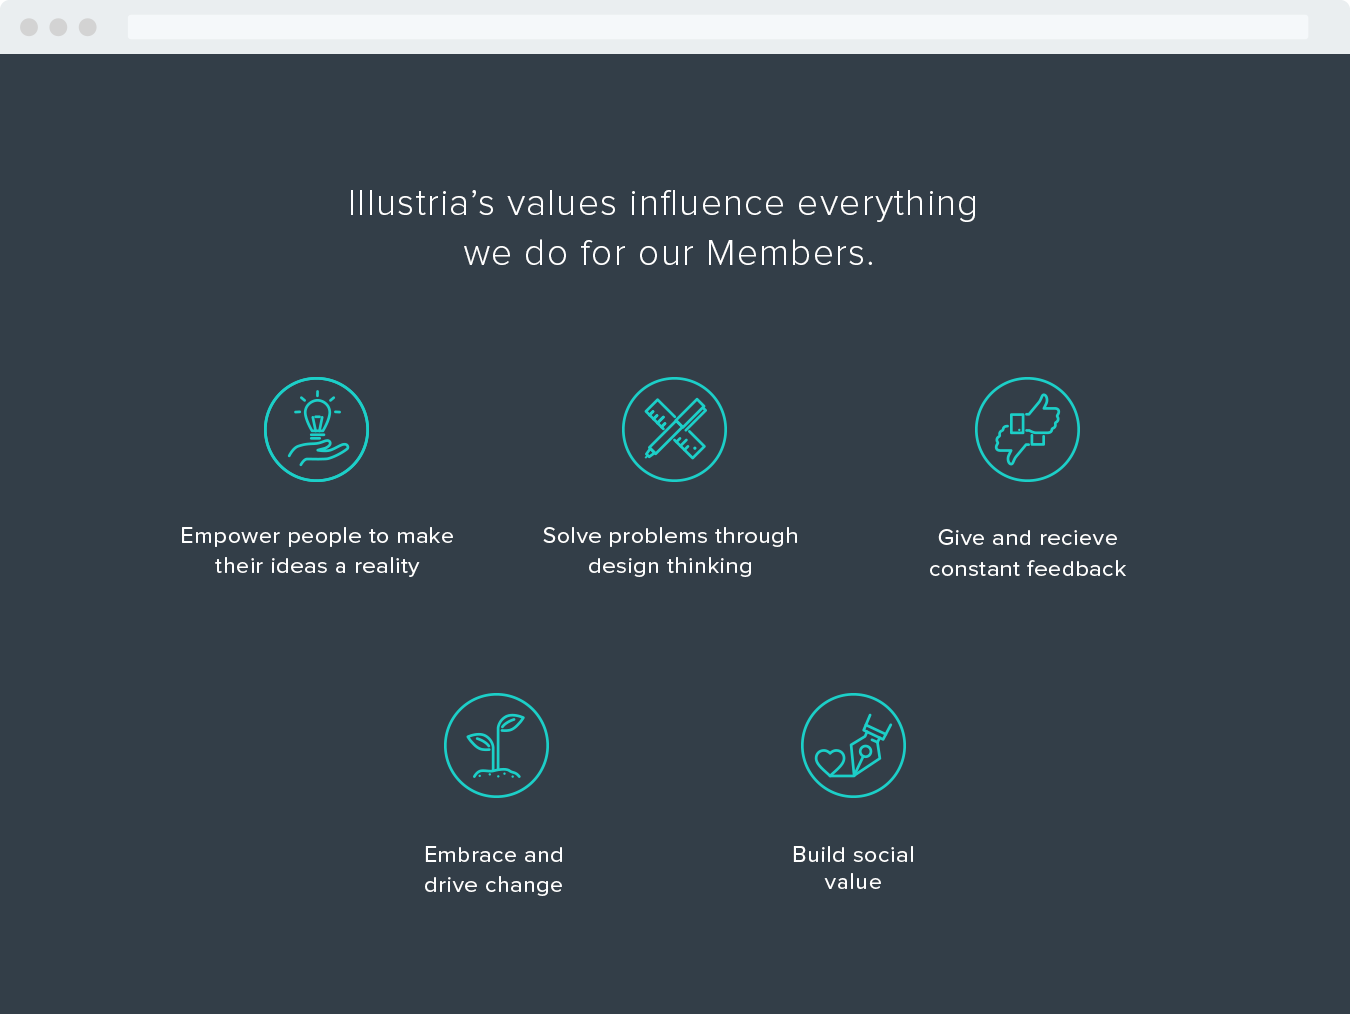 Illustria’s values influence everything
we do for our Members.
Empower people to make
their ideas a reality
Solve problems through
design thinking
Give and recieve
constant feedback
Embrace and
drive change
Build social
value